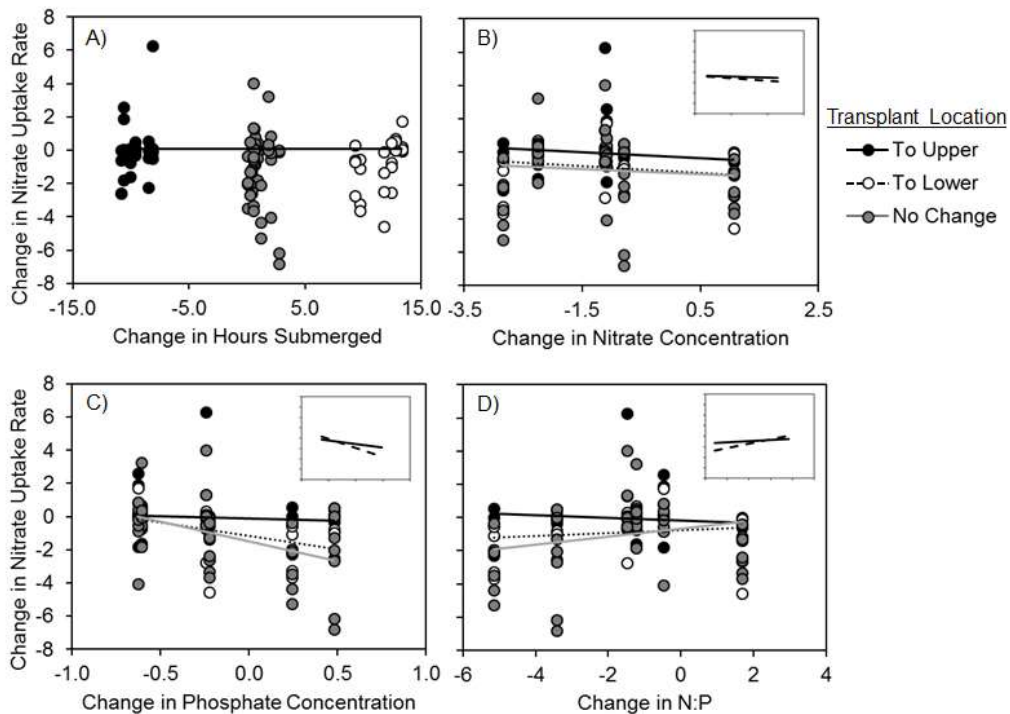 A)
8
6
4
2
0
-2
-4
-6
-8
Change in Nitrate Uptake Rate
-15.0 -5.0 5.0 15.0
Change in Hours Submerged
B)
-3.5 -1.5 0.5 2.5
Change in Nitrate Concentration
Transplant Location
To Upper
To Lower
No Change
C)
8
6
4
2
0
-2
-4
-6
-8
Change in Nitrate Uptake Rate
-1.0 -0.5 0.0 0.5 1.0
Change in Phosphate Concentration
D)
-6 -4 -2 0 2 4
Change in N:P